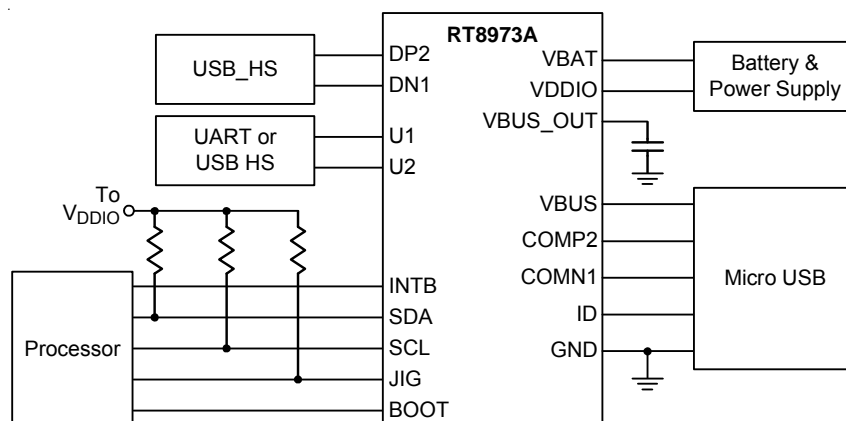 RT8973A
USB_HS
DP2
DN1
UART or
USB HS
U1
U2
To
VDDIO
Processor
INTB
SDA
SCL
JIG
BOOT
VBAT
VDDIO
VBUS_OUT
Battery &
Power Supply
VBUS
COMP2
COMN1
ID
GND
Micro USB